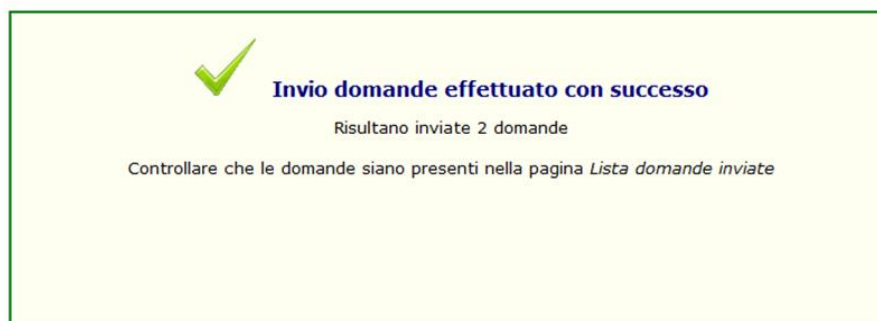 Invio domande effettuato con successo
Risultano inviate 2 domande
Controllare che le domande siano presenti nella pagina Lista domande inviate